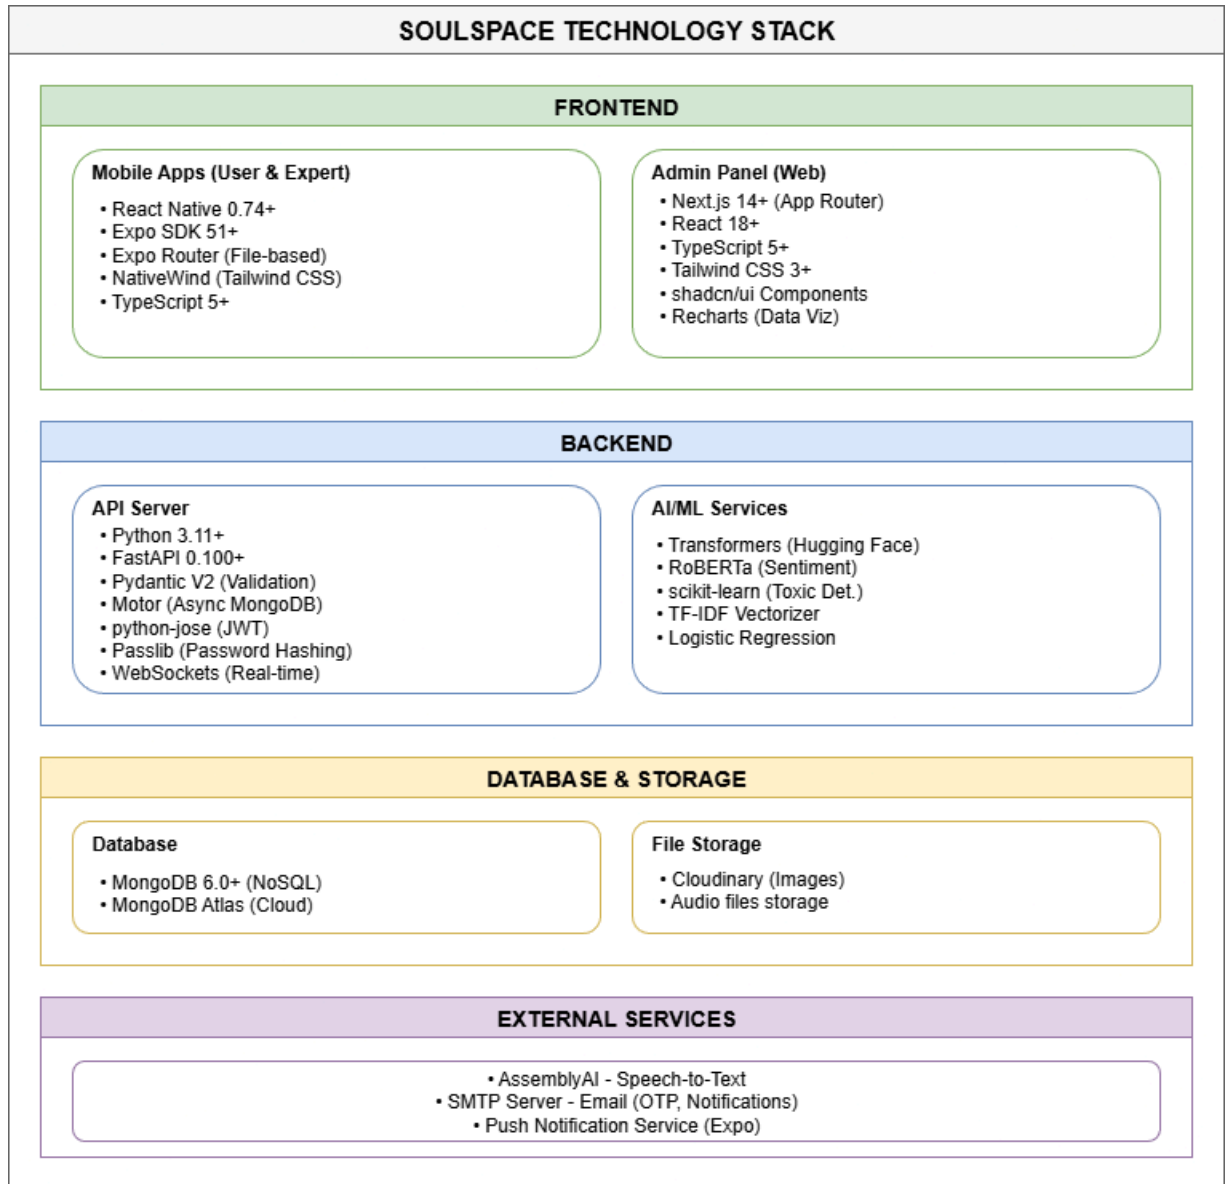 SOULSPACE TECHNOLOGY STACK
FRONTEND
Mobile Apps (User & Expert)
• React Native 0.74+
• Expo SDK 51+
• Expo Router (File-based)
• NativeWind (Tailwind CSS)
• TypeScript 5+
Admin Panel (Web)
• Next.js 14+ (App Router)
• React 18+
• TypeScript 5+
• Tailwind CSS 3+
• shadcn/ui Components
• Recharts (Data Viz)
BACKEND
API Server
• Python 3.11+
• FastAPI 0.100+
• Pydantic V2 (Validation)
• Motor (Async MongoDB)
• python-jose (JWT)
• Passlib (Password Hashing)
• WebSockets (Real-time)
AI/ML Services
• Transformers (Hugging Face)
• RoBERTa (Sentiment)
• scikit-learn (Toxic Det.)
• TF-IDF Vectorizer
• Logistic Regression
DATABASE & STORAGE
Database
• MongoDB 6.0+ (NoSQL)
• MongoDB Atlas (Cloud)
File Storage
• Cloudinary (Images)
• Audio files storage
EXTERNAL SERVICES
• AssemblyAI - Speech-to-Text
• SMTP Server - Email (OTP, Notifications)
• Push Notification Service (Expo)